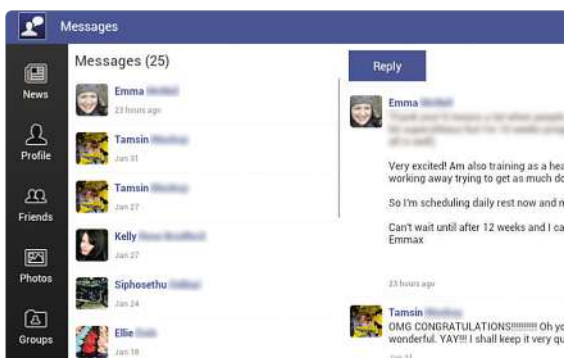 Messages
News
Profile
Friends
Photos
Groups
Messages (25)
Emma
23 hours ago
Tamsin
Jan 31
Tamsin
Jan 27
Kelly
Jan 27
Siphosethu
Jan 24
Ellie
Jan 18
Reply
Emma
Very excited! Am also training as a hea
working away trying to get as much do
So I'm scheduling daily rest now and m
Can't wait until after 12 weeks and I ca
Emmax
23 hours ago
Tamsin
OMG CONGRATULATIONS!!!!!!!!!! Oh yo
wonderful. YAY!!! I shall keep it very qu